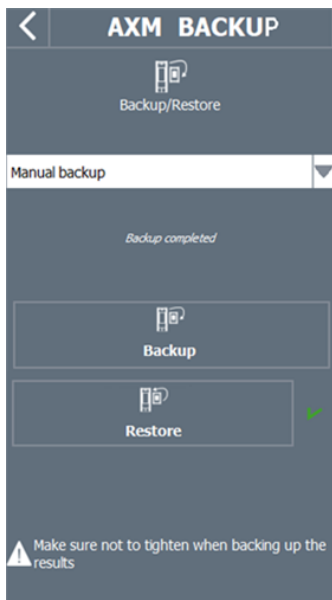 AXM BACKUP
Backup/Restore
Manual backup
Backup completed
Backup
Restore
Make sure not to tighten when backing up the
results